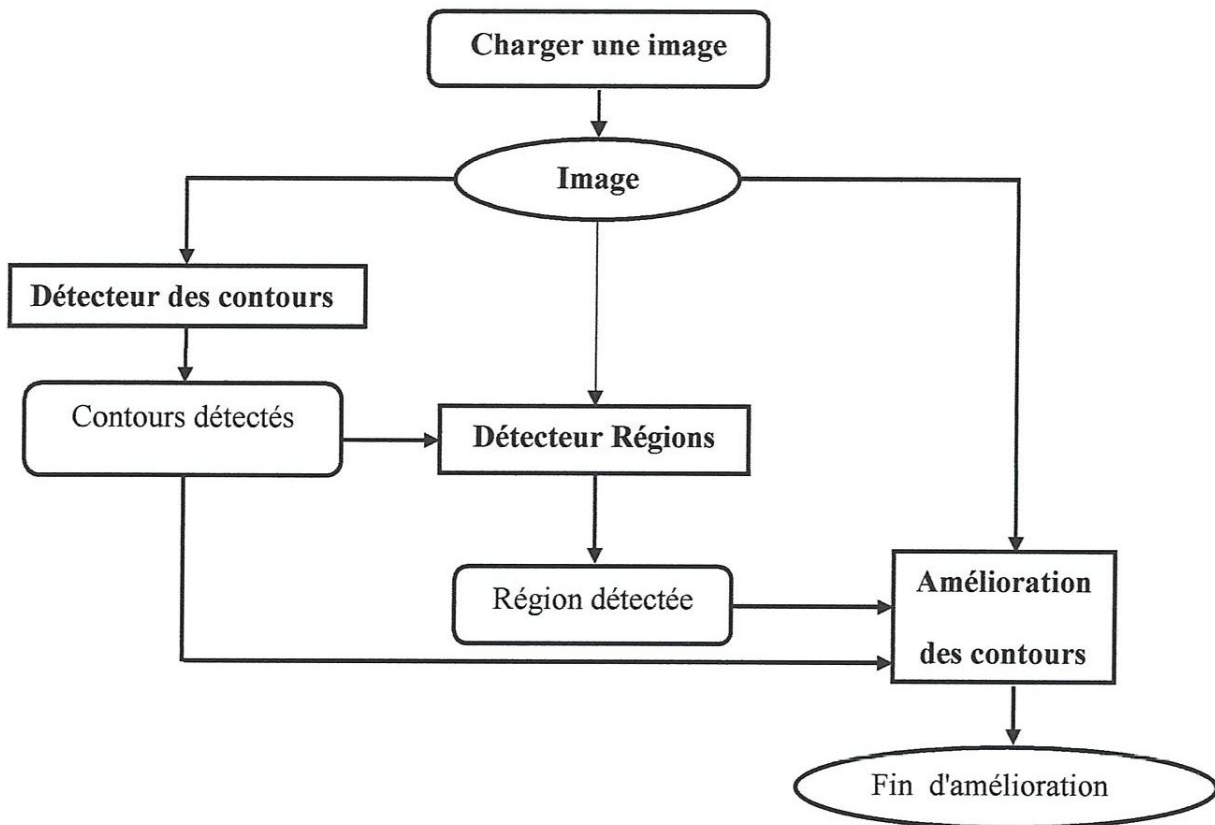 Charger une image
Image
Détecteur des contours
Contours détectés
Détecteur Régions
Région détectée
Amélioration
des contours
Fin d'amélioration